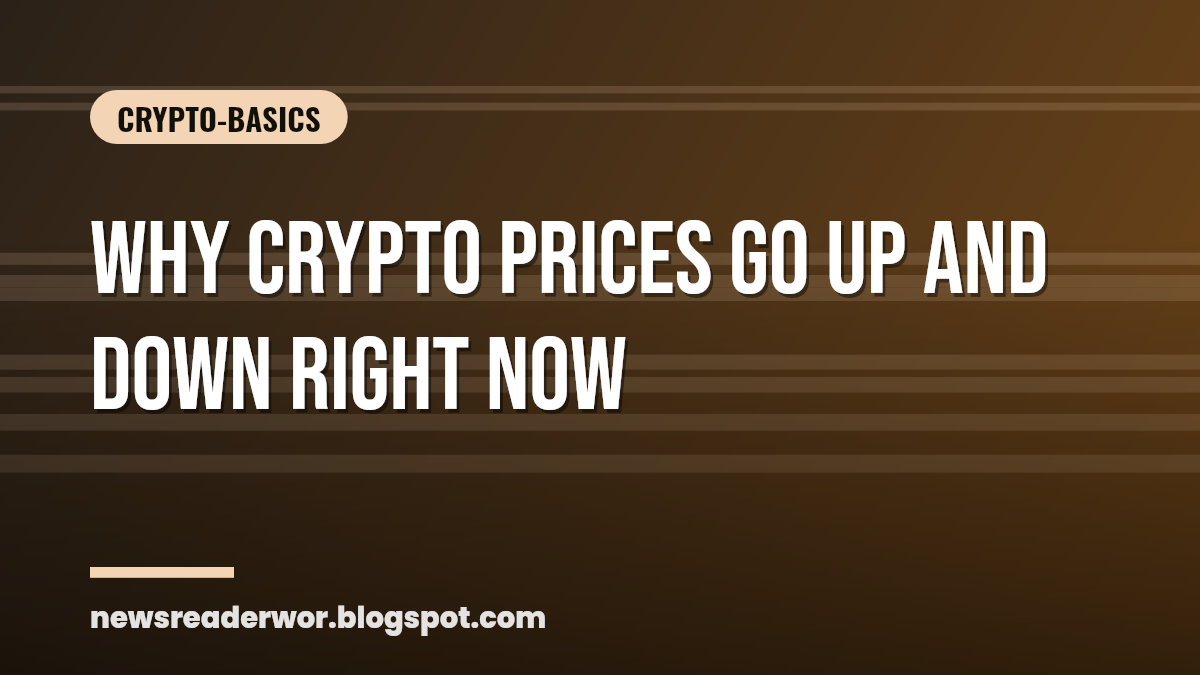 CRYPTO-BASICS
WHY CRYPTO PRICES GO UP AND
DOWN RIGHT NOW
newsreaderwor.blogspot.com